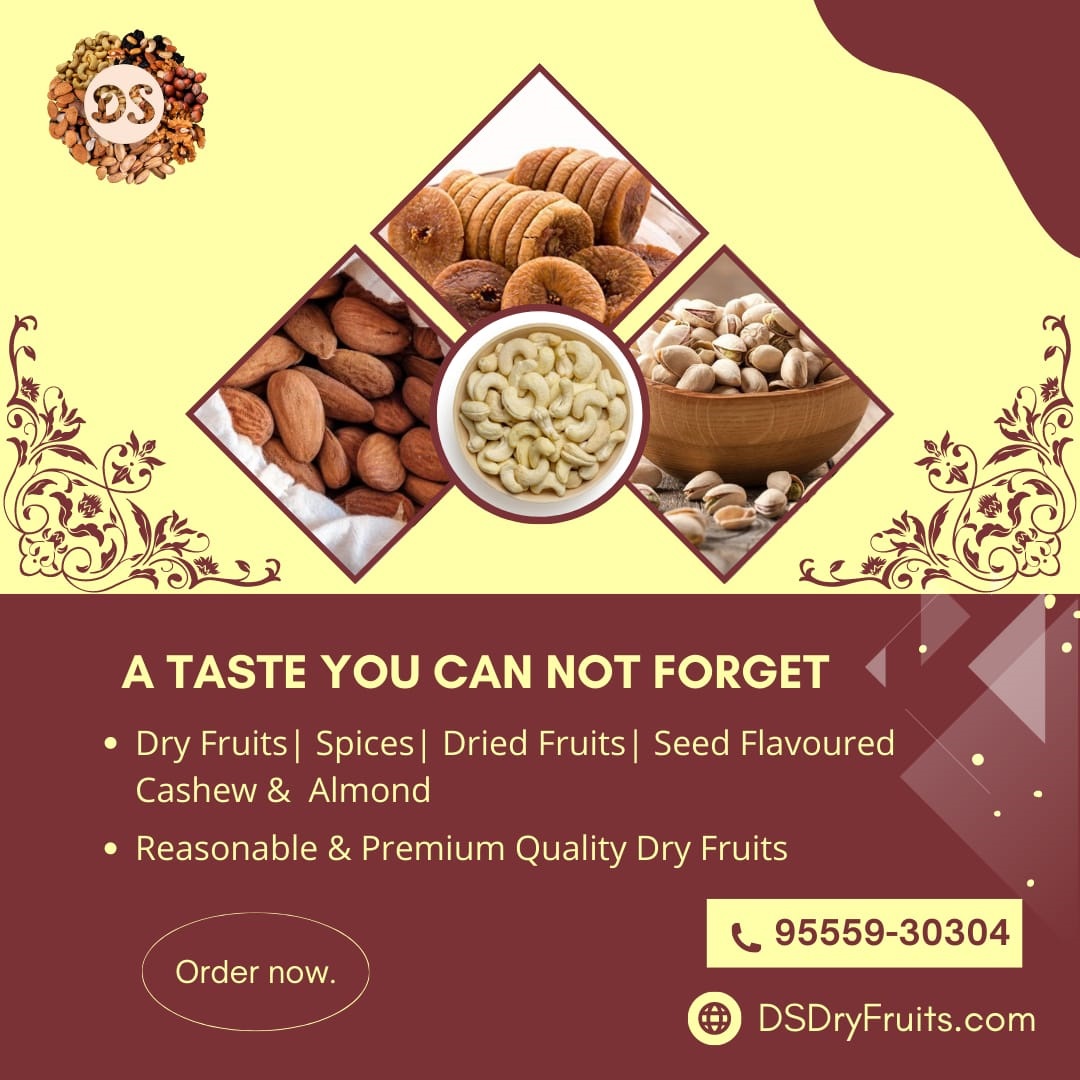 DS
A TASTE YOU CAN NOT FORGET
• Dry Fruits| Spices| Dried Fruits| Seed Flavoured
Cashew & Almond
• Reasonable & Premium Quality Dry Fruits
Order now.
95559-30304
DSDryFruits.com